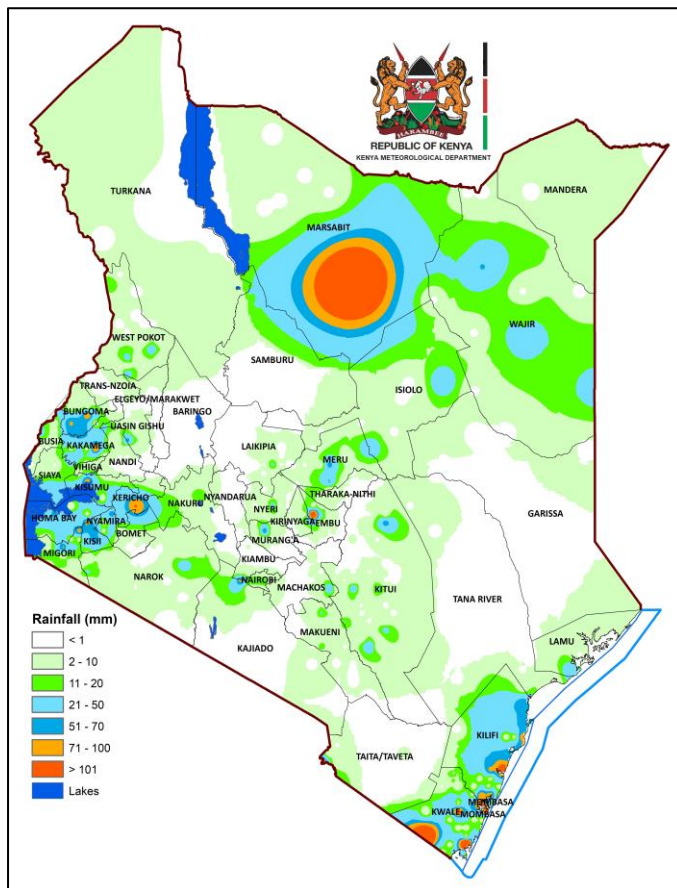 HARAMBEE
REPUBLIC OF KENYA
KENYA METEOROLOGICAL DEPARTMENT
TURKANA
MANDERA
MARSABIT
WAJIR
WEST POKOT
SAMBURU
ISIOLO
TRANS-NZOIA
ELGEYO/MARAKWET
BUNGOMA
BARINGO
UASIN GISHU
BUSIA
KAKAMEGA
LAIKIPIA
MERU
VIHIGA
NANDI
SIAYA
KISUMU
KERICHO
NAKURU
NYANDARUA
THARAKA-NITHI
NYERI
GARISSA
HOMA BAY
NYAMIRA
KIRINYAGA
EMBU
KISII
BOMET
MURANG'A
MIGORI
KIAMBU
NAROK
NAIROBI
MACHAKOS
KITUI
TANA RIVER
MAKUENI
KAJIADO
LAMU
Rainfall (mm)
< 1
2 - 10
11 - 20
21 - 50
51 - 70
71 - 100
> 101
Lakes
KILIFI
TAITA/TAVETA
MOMBASA
KWALE
MOMBASA